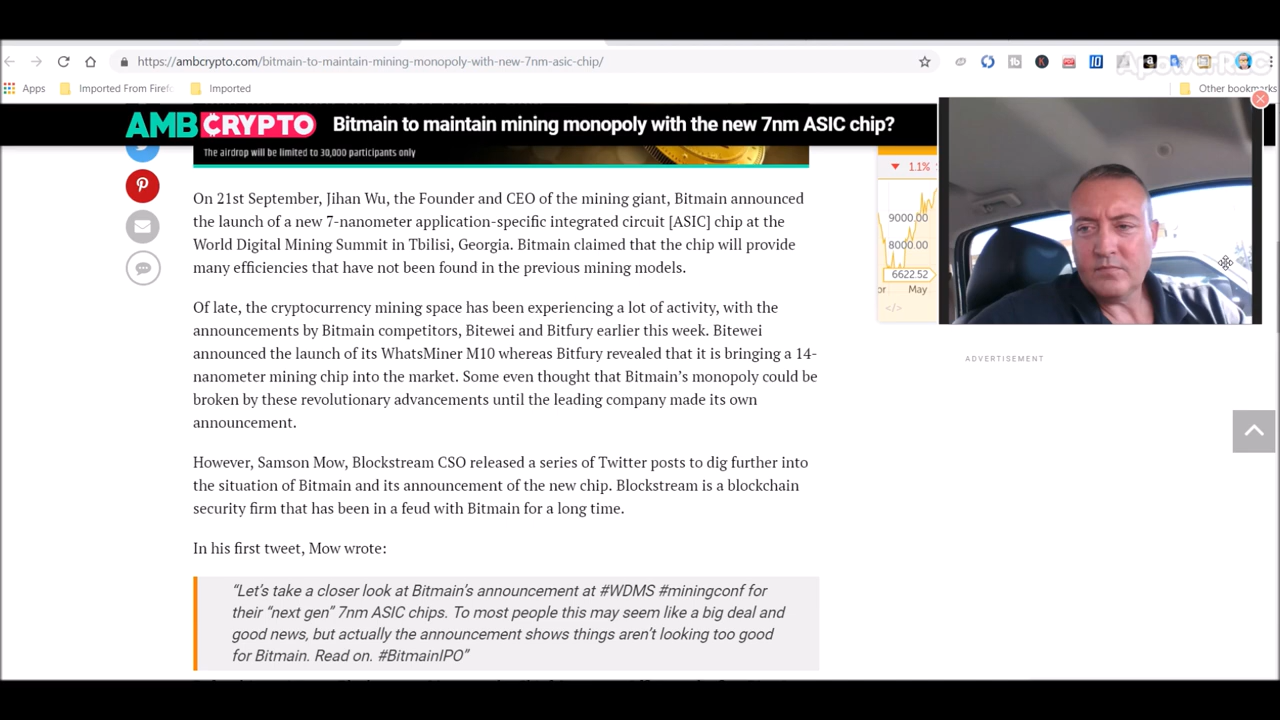 https://ambcrypto.com/bitmain-to-maintain-mining-monopoly-with-new-7nm-asic-chip/
ApowerREC
Apps Imported From Firefo Imported Other bookmarks
AMBCRYPTO Bitmain to maintain mining monopoly with the new 7nm ASIC chip?
The airdrop will be limited to 30,000 participants only
1.1%
On 21st September, Jihan Wu, the Founder and CEO of the mining giant, Bitmain announced
the launch of a new 7-nanometer application-specific integrated circuit [ASIC] chip at the
World Digital Mining Summit in Tbilisi, Georgia. Bitmain claimed that the chip will provide
many efficiencies that have not been found in the previous mining models.
9000.00
8000.00
6622.52
or May
Of late, the cryptocurrency mining space has been experiencing a lot of activity, with the
announcements by Bitmain competitors, Bitewei and Bitfury earlier this week. Bitewei
announced the launch of its WhatsMiner M10 whereas Bitfury revealed that it is bringing a 14-
nanometer mining chip into the market. Some even thought that Bitmain’s monopoly could be
broken by these revolutionary advancements until the leading company made its own
announcement.
ADVERTISEMENT
However, Samson Mow, Blockstream CSO released a series of Twitter posts to dig further into
the situation of Bitmain and its announcement of the new chip. Blockstream is a blockchain
security firm that has been in a feud with Bitmain for a long time.
In his first tweet, Mow wrote:
“Let’s take a closer look at Bitmain’s announcement at #WDMS #miningconf for
their “next gen” 7nm ASIC chips. To most people this may seem like a big deal and
good news, but actually the announcement shows things aren’t looking too good
for Bitmain. Read on. #BitmainIPO”